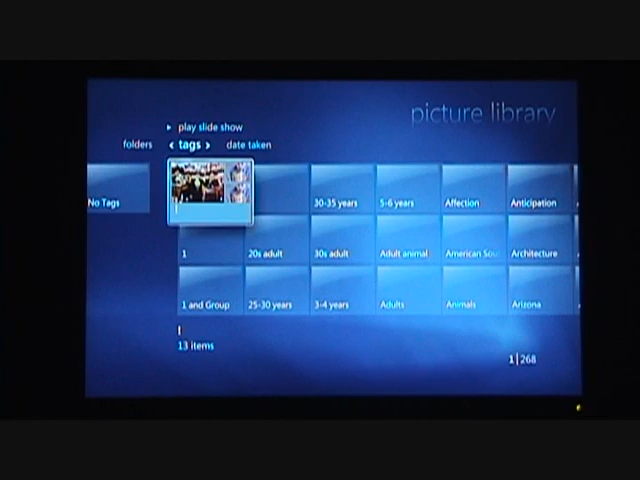 picture library
play slide show
folders < tags > date taken
No Tags 30-35 years 5-6 years Affection Anticipation
1 20s adult 30s adult Adult animal American Sou Architecture
1 and Group 25-30 years 3-4 years Adults Animals Arizona
!
13 items
1|268